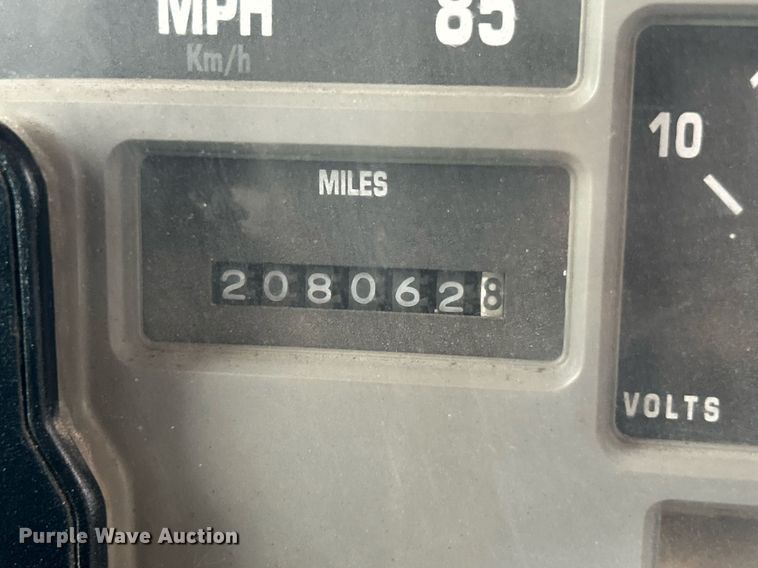 MPH 85
Km/h
10
MILES
2080628
VOLTS
Purple Wave Auction